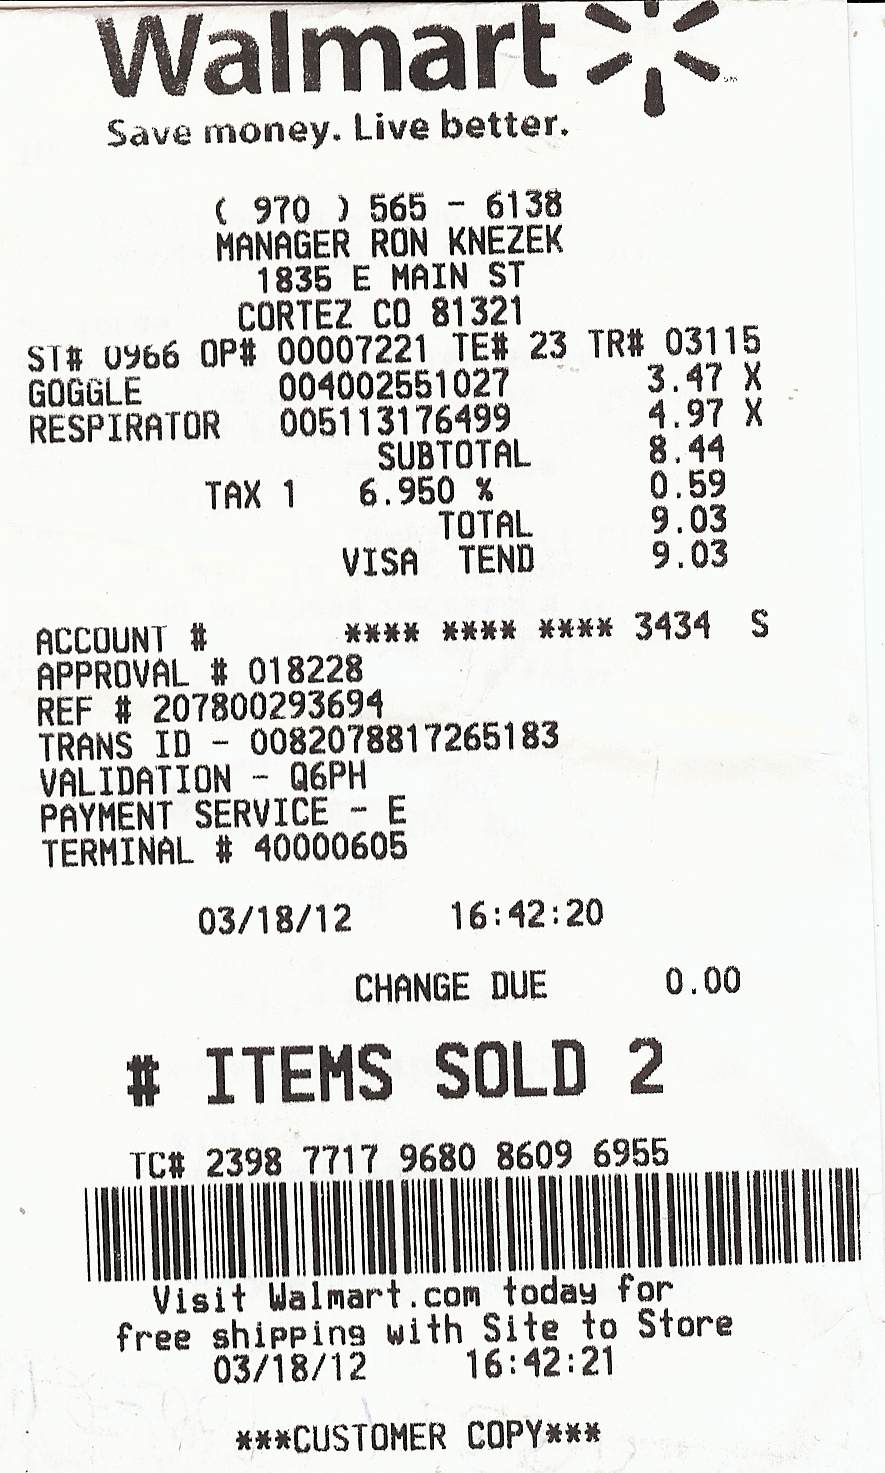 Walmart
Save money. Live better.
( 970 ) 565 - 6138
MANAGER RON KNEZEK
1835 E MAIN ST
CORTEZ CO 81321
ST# 0966 OP# 00007221 TE# 23 TR# 03115
GOGGLE 004002551027 3.47 X
RESPIRATOR 005113176499 4.97 X
SUBTOTAL 8.44
TAX 1 6.950 % 0.59
TOTAL 9.03
VISA TEND 9.03
ACCOUNT # **** **** **** 3434 S
APPROVAL # 018228
REF # 207800293694
TRANS ID - 0082078817265183
VALIDATION - Q6PH
PAYMENT SERVICE - E
TERMINAL # 40000605
03/18/12 16:42:20
CHANGE DUE 0.00
# ITEMS SOLD 2
TC# 2398 7717 9680 8609 6955
Visit Walmart.com today for
free shipping with Site to Store
03/18/12 16:42:21
***CUSTOMER COPY***